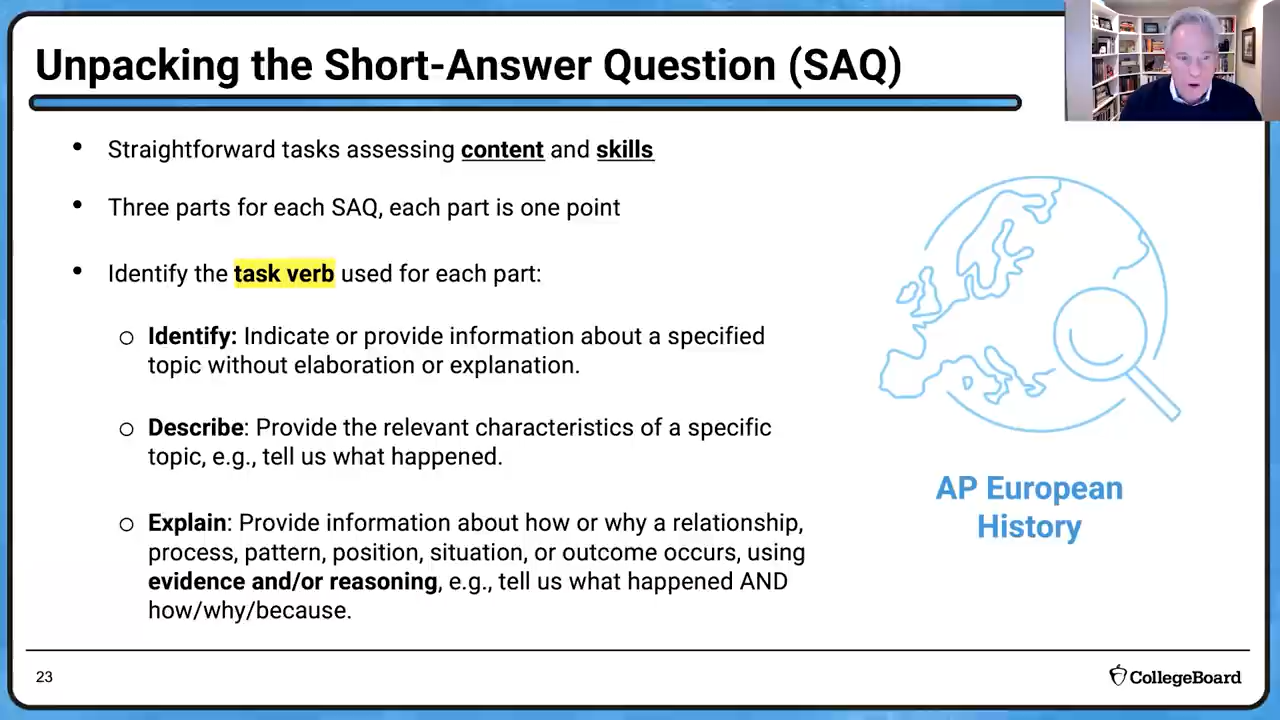 Unpacking the Short-Answer Question (SAQ)
• Straightforward tasks assessing content and skills
• Three parts for each SAQ, each part is one point
• Identify the task verb used for each part:
○ Identify: Indicate or provide information about a specified
topic without elaboration or explanation.
○ Describe: Provide the relevant characteristics of a specific
topic, e.g., tell us what happened.
○ Explain: Provide information about how or why a relationship,
process, pattern, position, situation, or outcome occurs, using
evidence and/or reasoning, e.g., tell us what happened AND
how/why/because.
AP European
History
23
CollegeBoard